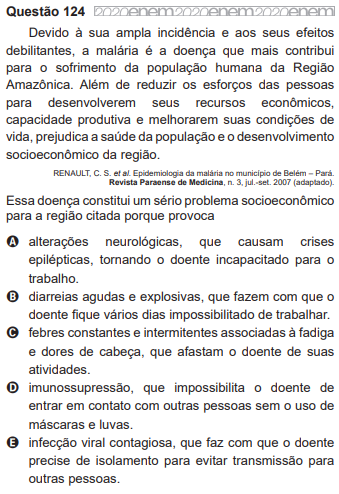 Questão 124 2020enem2020enem2020enem
Devido à sua ampla incidência e aos seus efeitos
debilitantes, a malária é a doença que mais contribui
para o sofrimento da população humana da Região
Amazônica. Além de reduzir os esforços das pessoas
para desenvolverem seus recursos econômicos,
capacidade produtiva e melhorarem suas condições de
vida, prejudica a saúde da população e o desenvolvimento
socioeconômico da região.
RENAULT, C. S. et al. Epidemiologia da malária no município de Belém – Pará.
Revista Paraense de Medicina, n. 3, jul.-set. 2007 (adaptado).
Essa doença constitui um sério problema socioeconômico
para a região citada porque provoca
A alterações neurológicas, que causam crises
epilépticas, tornando o doente incapacitado para o
trabalho.
B diarreias agudas e explosivas, que fazem com que o
doente fique vários dias impossibilitado de trabalhar.
C febres constantes e intermitentes associadas à fadiga
e dores de cabeça, que afastam o doente de suas
atividades.
D imunossupressão, que impossibilita o doente de
entrar em contato com outras pessoas sem o uso de
máscaras e luvas.
E infecção viral contagiosa, que faz com que o doente
precise de isolamento para evitar transmissão para
outras pessoas.